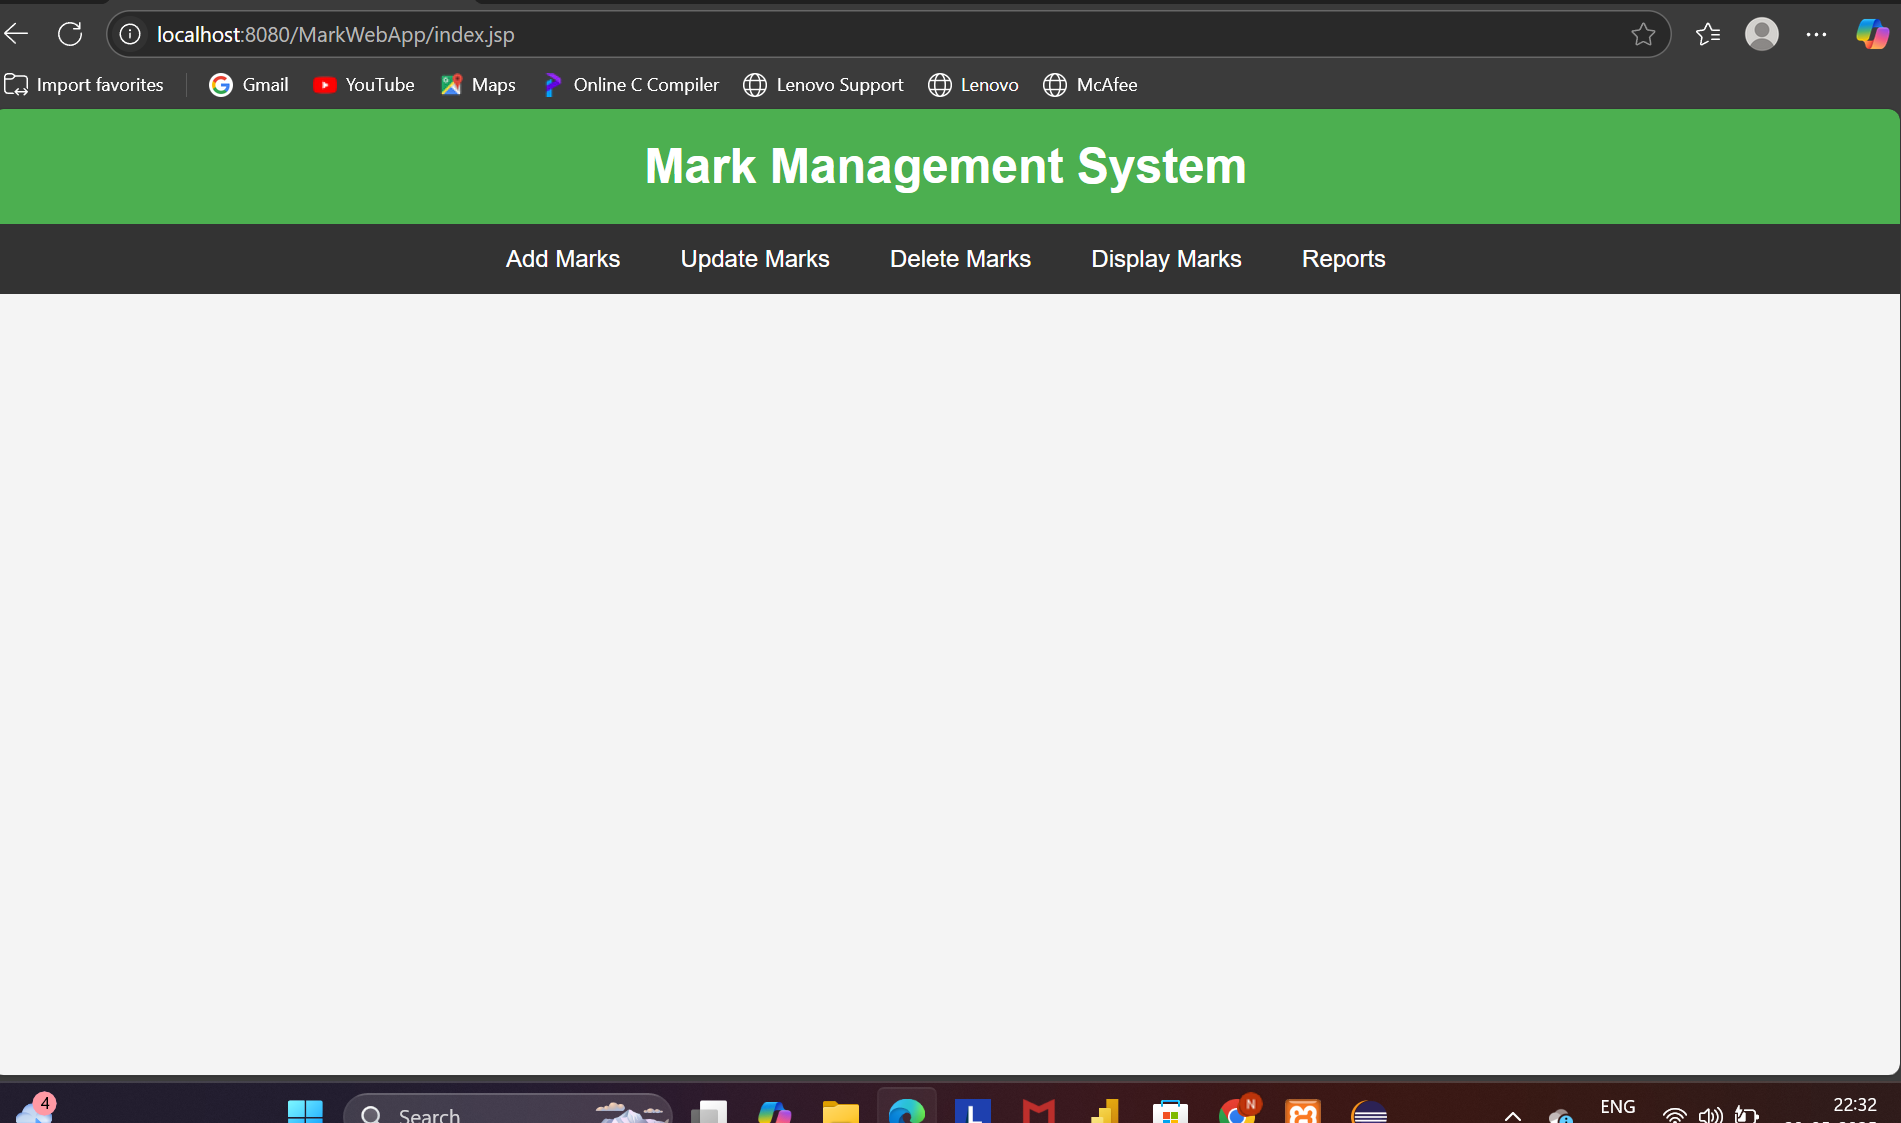 localhost:8080/MarkWebApp/index.jsp
Import favorites Gmail YouTube Maps Online C Compiler Lenovo Support Lenovo McAfee
Mark Management System
Add Marks Update Marks Delete Marks Display Marks Reports
4 Search L N ENG 22:32